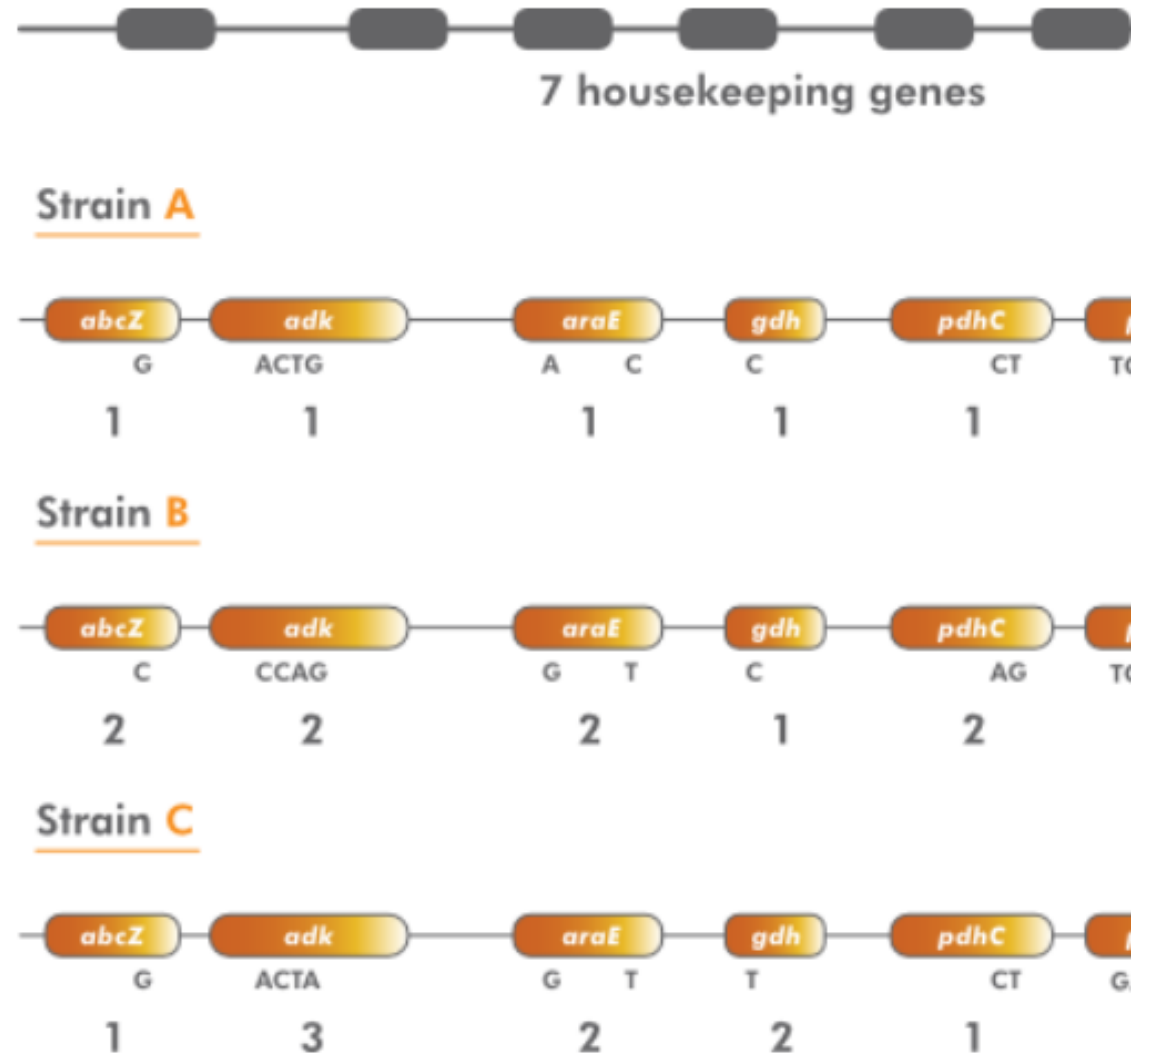 7 housekeeping genes
Strain A
abcZ adk araE gdh pdhC
G ACTG A C C CT
1 1 1 1 1
Strain B
abcZ adk araE gdh pdhC
C CCAG G T C AG
2 2 2 1 2
Strain C
abcZ adk araE gdh pdhC
G ACTA G T T CT
1 3 2 2 1